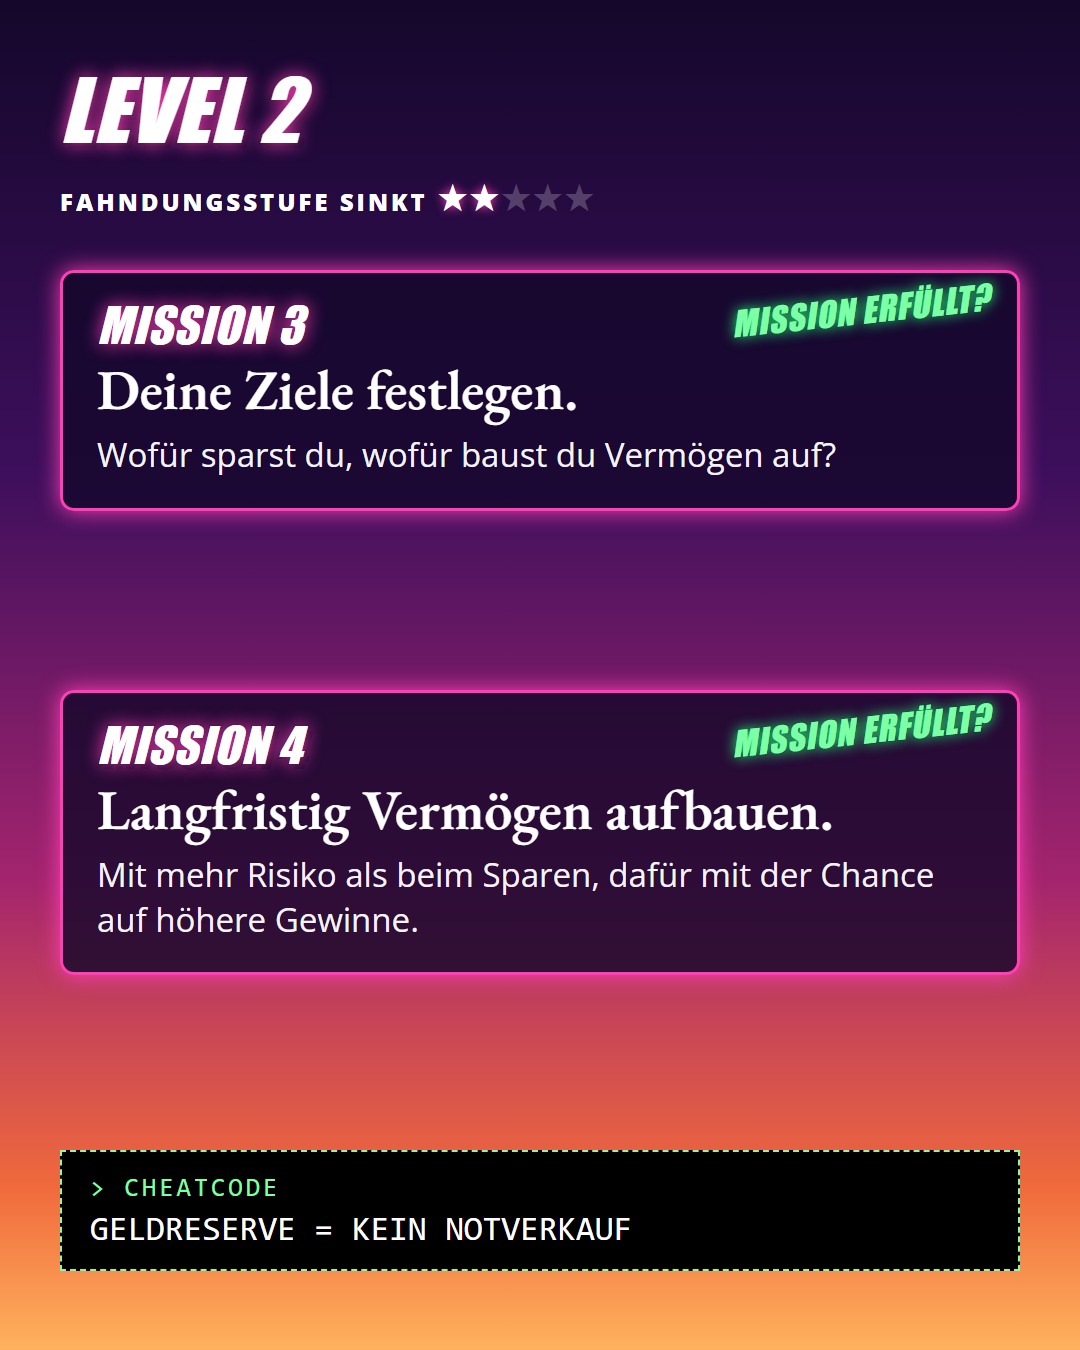 LEVEL 2
FAHNDUNGSSTUFE SINKT ★★★★★
MISSION 3
MISSION ERFÜLLT?
Deine Ziele festlegen.
Wofür sparst du, wofür baust du Vermögen auf?
MISSION 4
MISSION ERFÜLLT?
Langfristig Vermögen aufbauen.
Mit mehr Risiko als beim Sparen, dafür mit der Chance
auf höhere Gewinne.
> CHEATCODE
GELDRESERVE = KEIN NOTVERKAUF